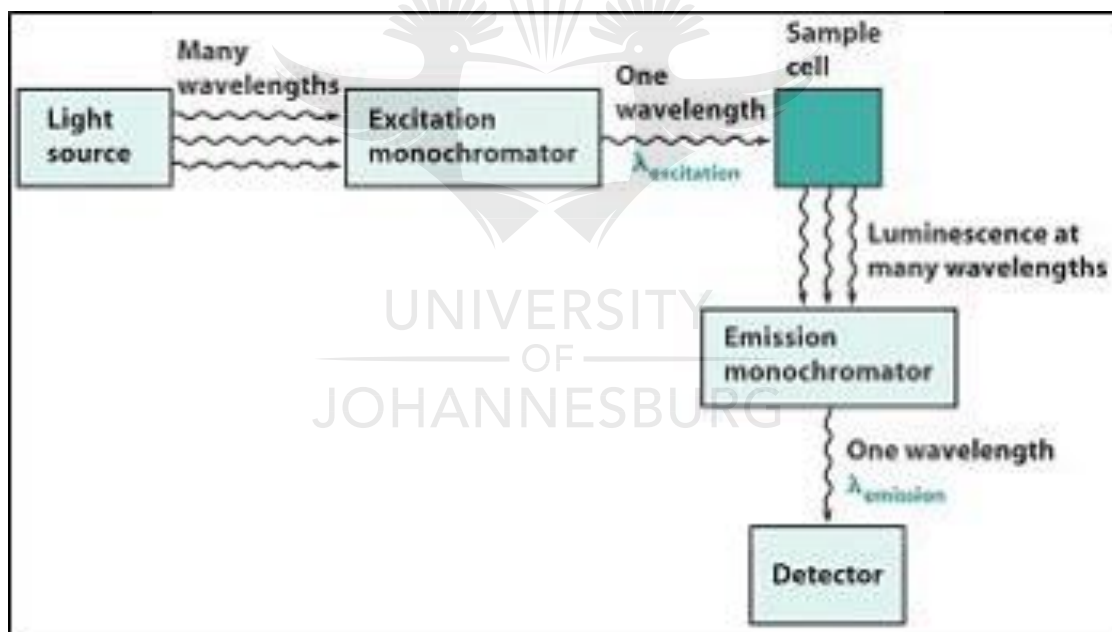 Many
wavelengths
Light
source
Excitation
monochromator
One
wavelength
λexcitation
Sample
cell
Luminescence at
many wavelengths
Emission
monochromator
One wavelength
λemission
Detector
UNIVERSITY
OF
JOHANNESBURG